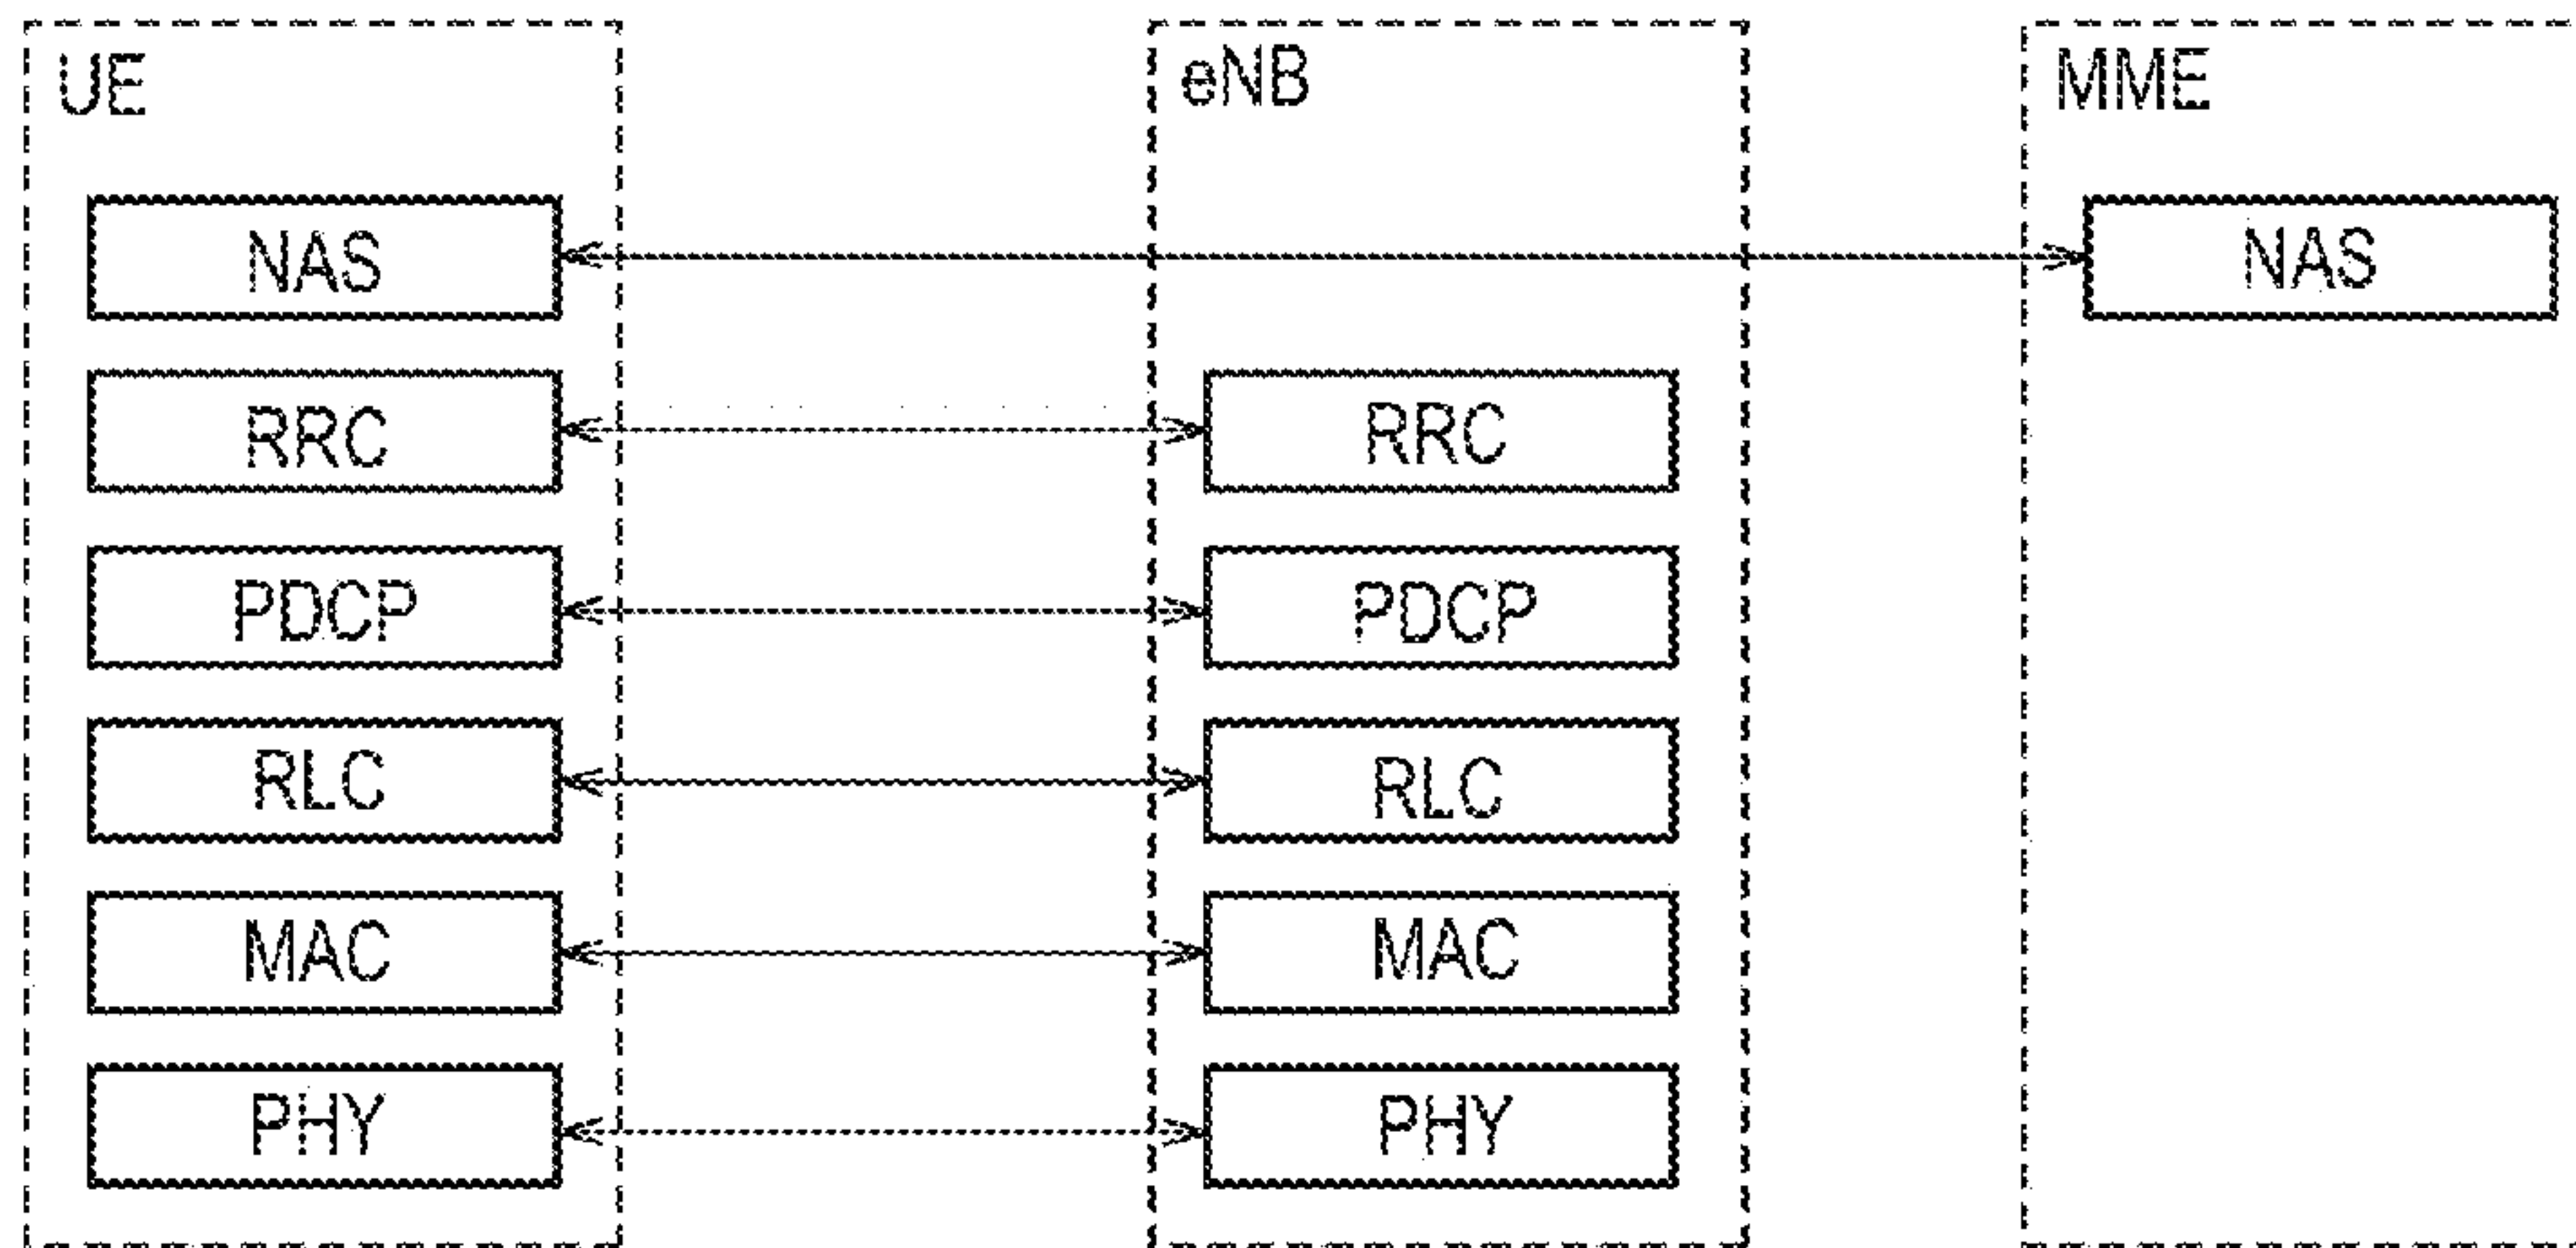 UE eNB MME
NAS NAS
RRC RRC
PDCP PDCP
RLC RLC
MAC MAC
PHY PHY